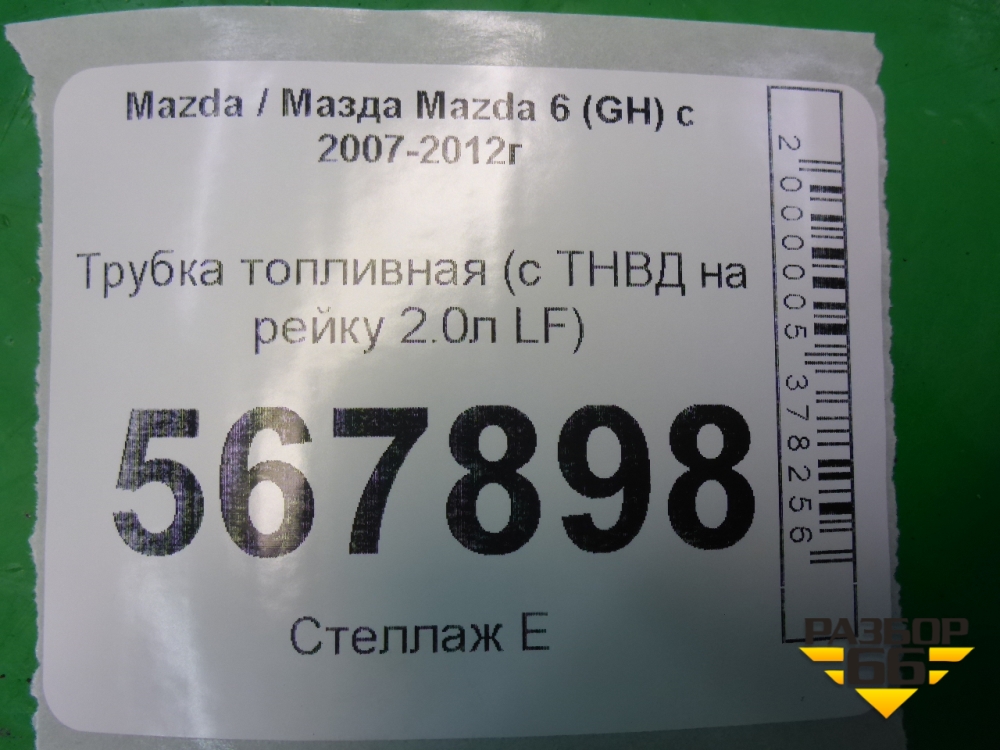 Mazda / Мазда Mazda 6 (GH) с
2007-2012г
Трубка топливная (с ТНВД на
рейку 2.0л LF)
567898
Стеллаж Е
2000005378256
РАЗБОР
66